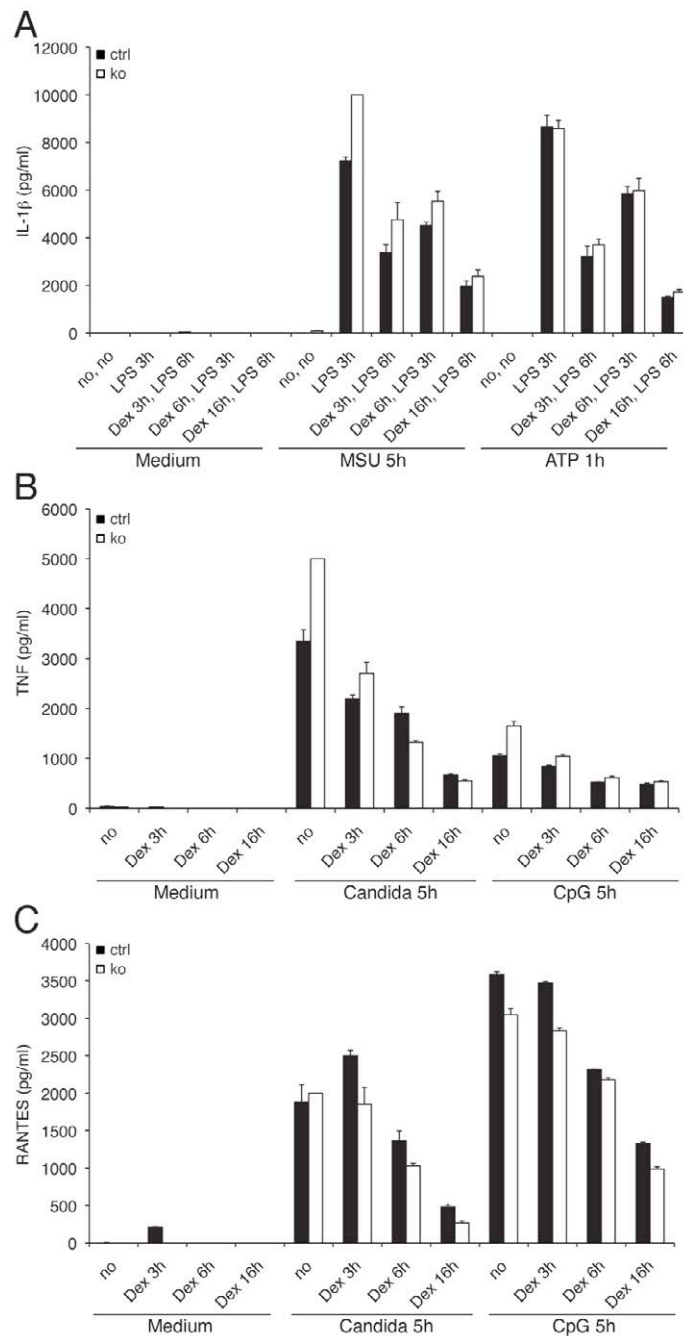 A
ctrl
ko
IL-1β (pg/ml)
12000
10000
8000
6000
4000
2000
0
no, no
LPS 3h
Dex 3h, LPS 6h
Dex 6h, LPS 3h
Dex 16h, LPS 6h
no, no
LPS 3h
Dex 3h, LPS 6h
Dex 6h, LPS 3h
Dex 16h, LPS 6h
no, no
LPS 3h
Dex 3h, LPS 6h
Dex 6h, LPS 3h
Dex 16h, LPS 6h
Medium MSU 5h ATP 1h
B
ctrl
ko
TNF (pg/ml)
6000
5000
4000
3000
2000
1000
0
no
Dex 3h
Dex 6h
Dex 16h
no
Dex 3h
Dex 6h
Dex 16h
no
Dex 3h
Dex 6h
Dex 16h
Medium Candida 5h CpG 5h
C
ctrl
ko
RANTES (pg/ml)
4000
3500
3000
2500
2000
1500
1000
500
0
no
Dex 3h
Dex 6h
Dex 16h
no
Dex 3h
Dex 6h
Dex 16h
no
Dex 3h
Dex 6h
Dex 16h
Medium Candida 5h CpG 5h